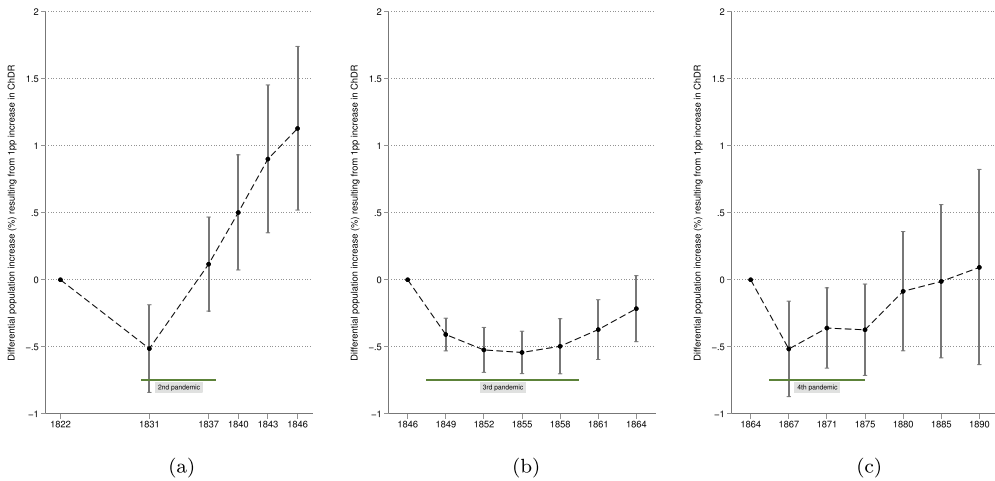 Differential population increase (%) resulting from 1pp increase in ChDR
2
1.5
1
.5
0
−.5
−1
2nd pandemic
1822 1831 1837 1840 1843 1846
(a)
Differential population increase (%) resulting from 1pp increase in ChDR
2
1.5
1
.5
0
−.5
−1
3rd pandemic
1846 1849 1852 1855 1858 1861 1864
(b)
Differential population increase (%) resulting from 1pp increase in ChDR
2
1.5
1
.5
0
−.5
−1
4th pandemic
1864 1867 1871 1875 1880 1885 1890
(c)